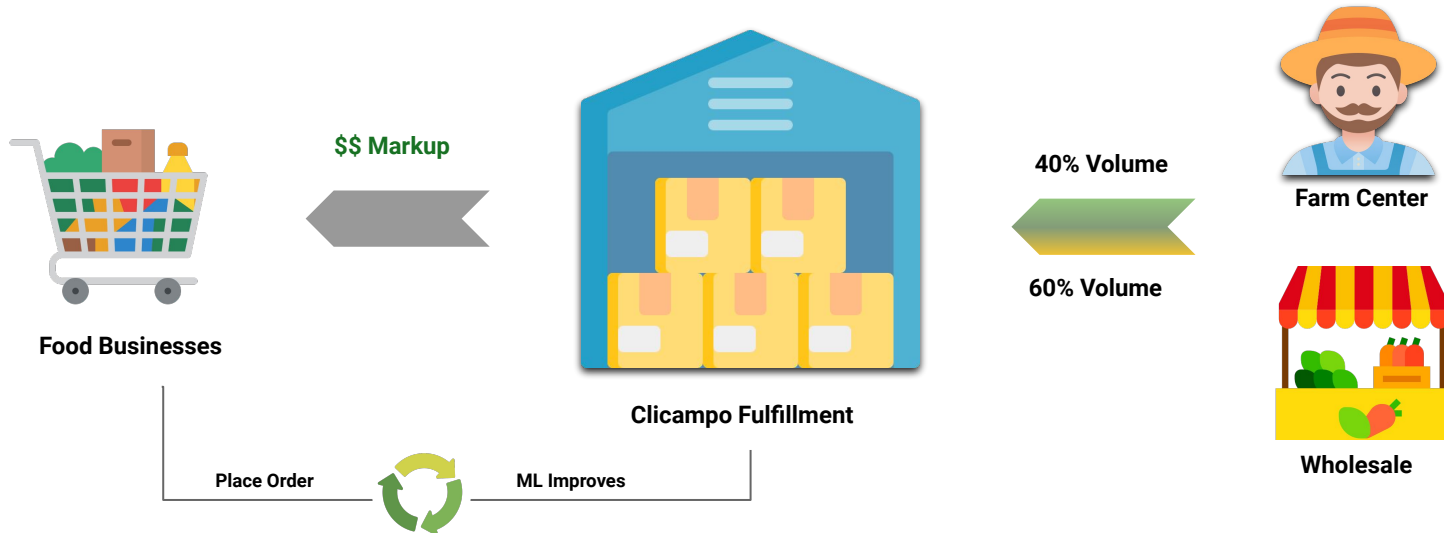 $$ Markup
40% Volume
Farm Center
60% Volume
Food Businesses
Clicampo Fulfillment
Wholesale
Place Order
ML Improves